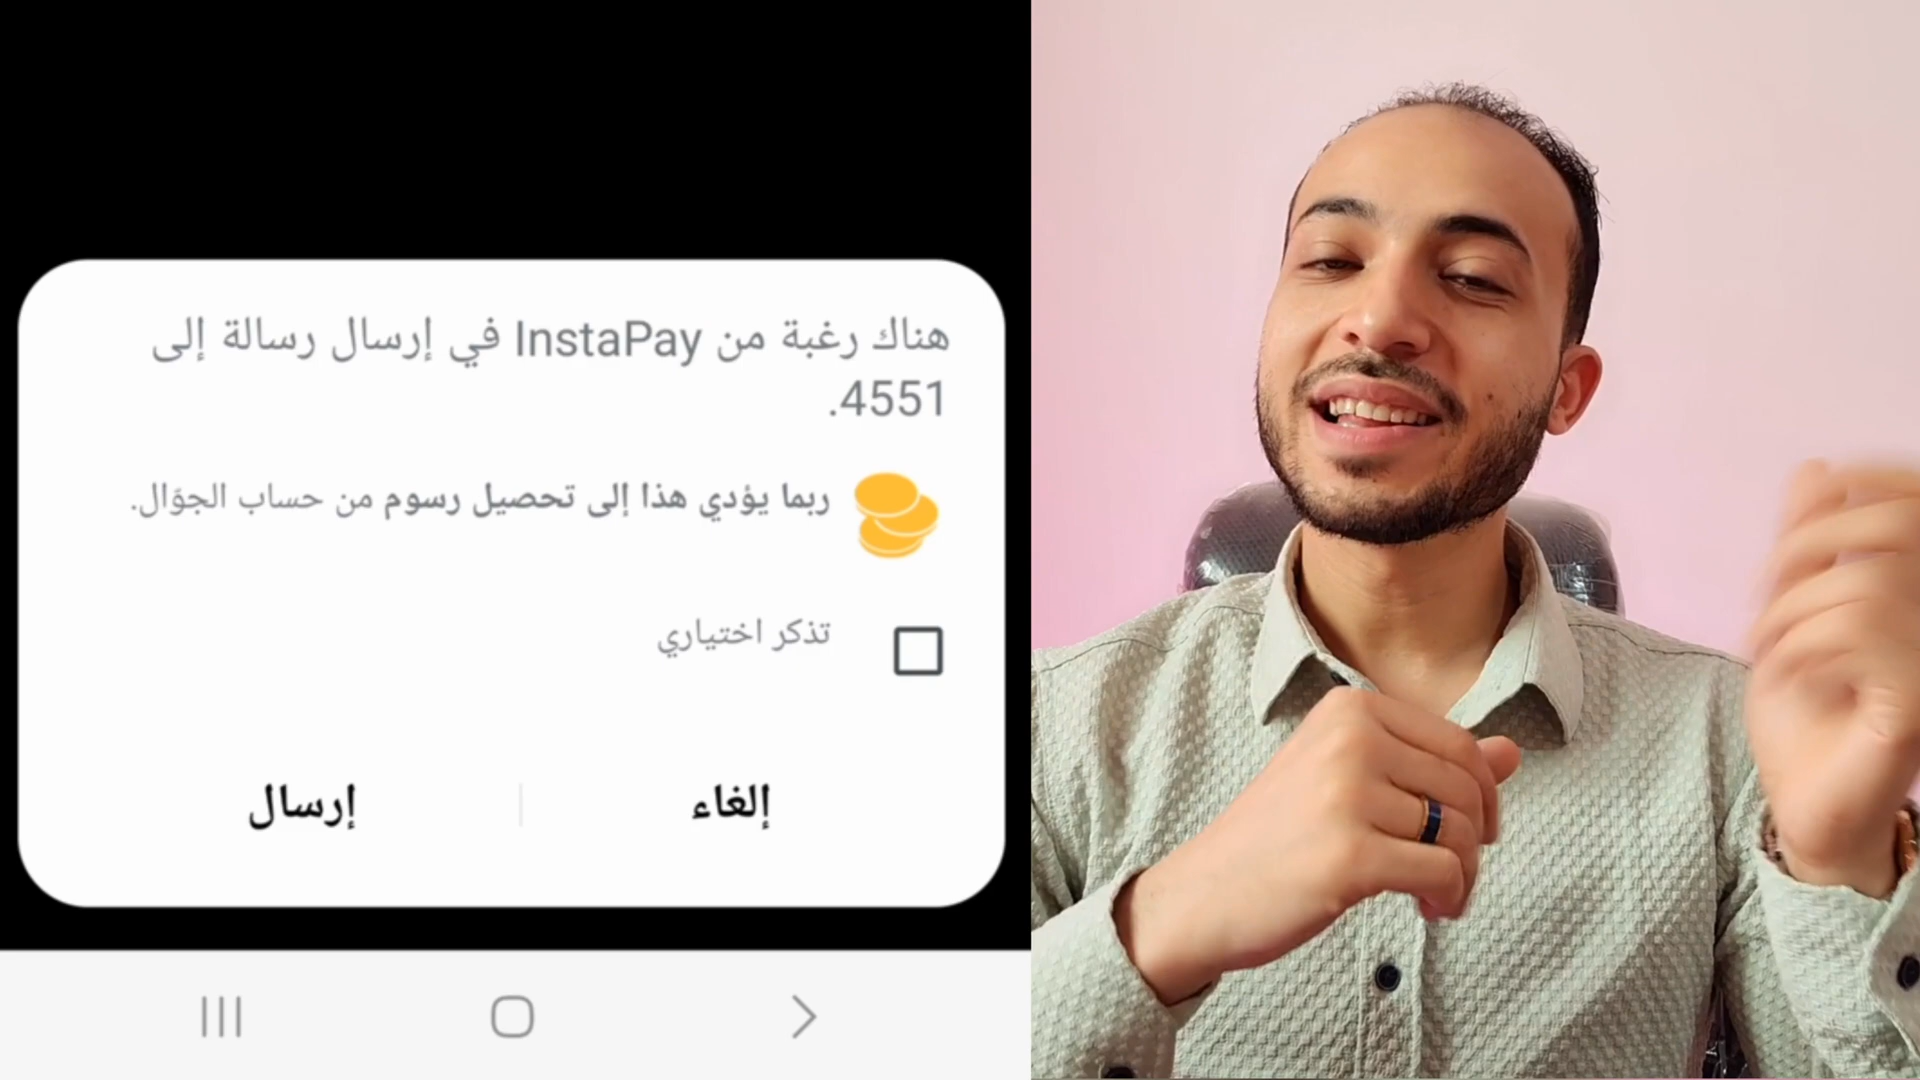 هناك رغبة من InstaPay في إرسال رسالة إلى
4551.
ربما يؤدي هذا إلى تحصيل رسوم من حساب الجوّال.
تذكر اختياري
إلغاء
إرسال